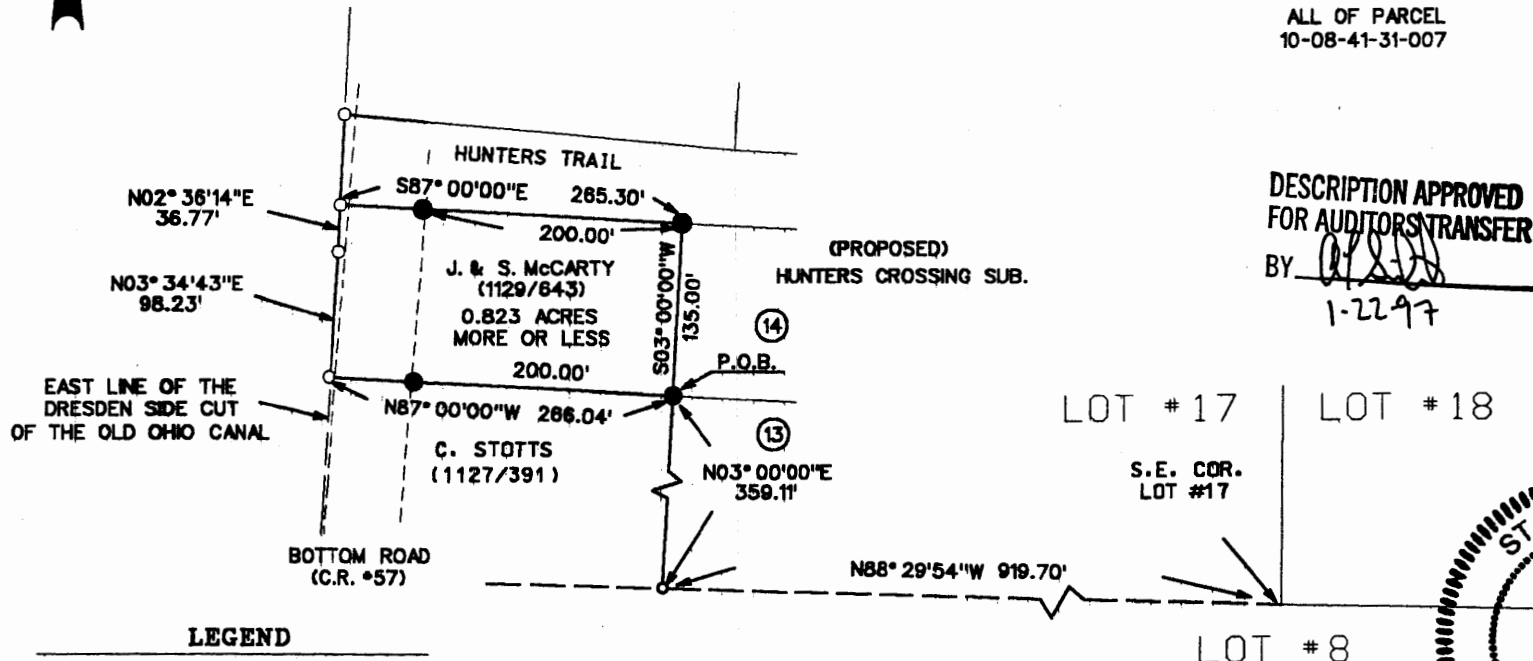 ALL OF PARCEL
10-08-41-31-007
HUNTERS TRAIL
N02° 36'14"E
36.77'
S87° 00'00"E 265.30'
200.00'
DESCRIPTION APPROVED
FOR AUDITORS TRANSFER
BY
1-22-97
(PROPOSED)
HUNTERS CROSSING SUB.
J. & S. McCARTY
(1129/643)
0.823 ACRES
MORE OR LESS
S03° 00'00"W
135.00'
N03° 34'43"E
98.23'
14
P.O.B.
200.00'
EAST LINE OF THE
DRESDEN SIDE CUT
OF THE OLD OHIO CANAL
N87° 00'00"W 266.04'
C. STOTTS
(1127/391)
13
N03° 00'00"E
359.11'
LOT #17
LOT #18
S.E. COR.
LOT #17
ST
BOTTOM ROAD
(C.R. #57)
N88° 29'54"W 919.70'
LEGEND
LOT #8